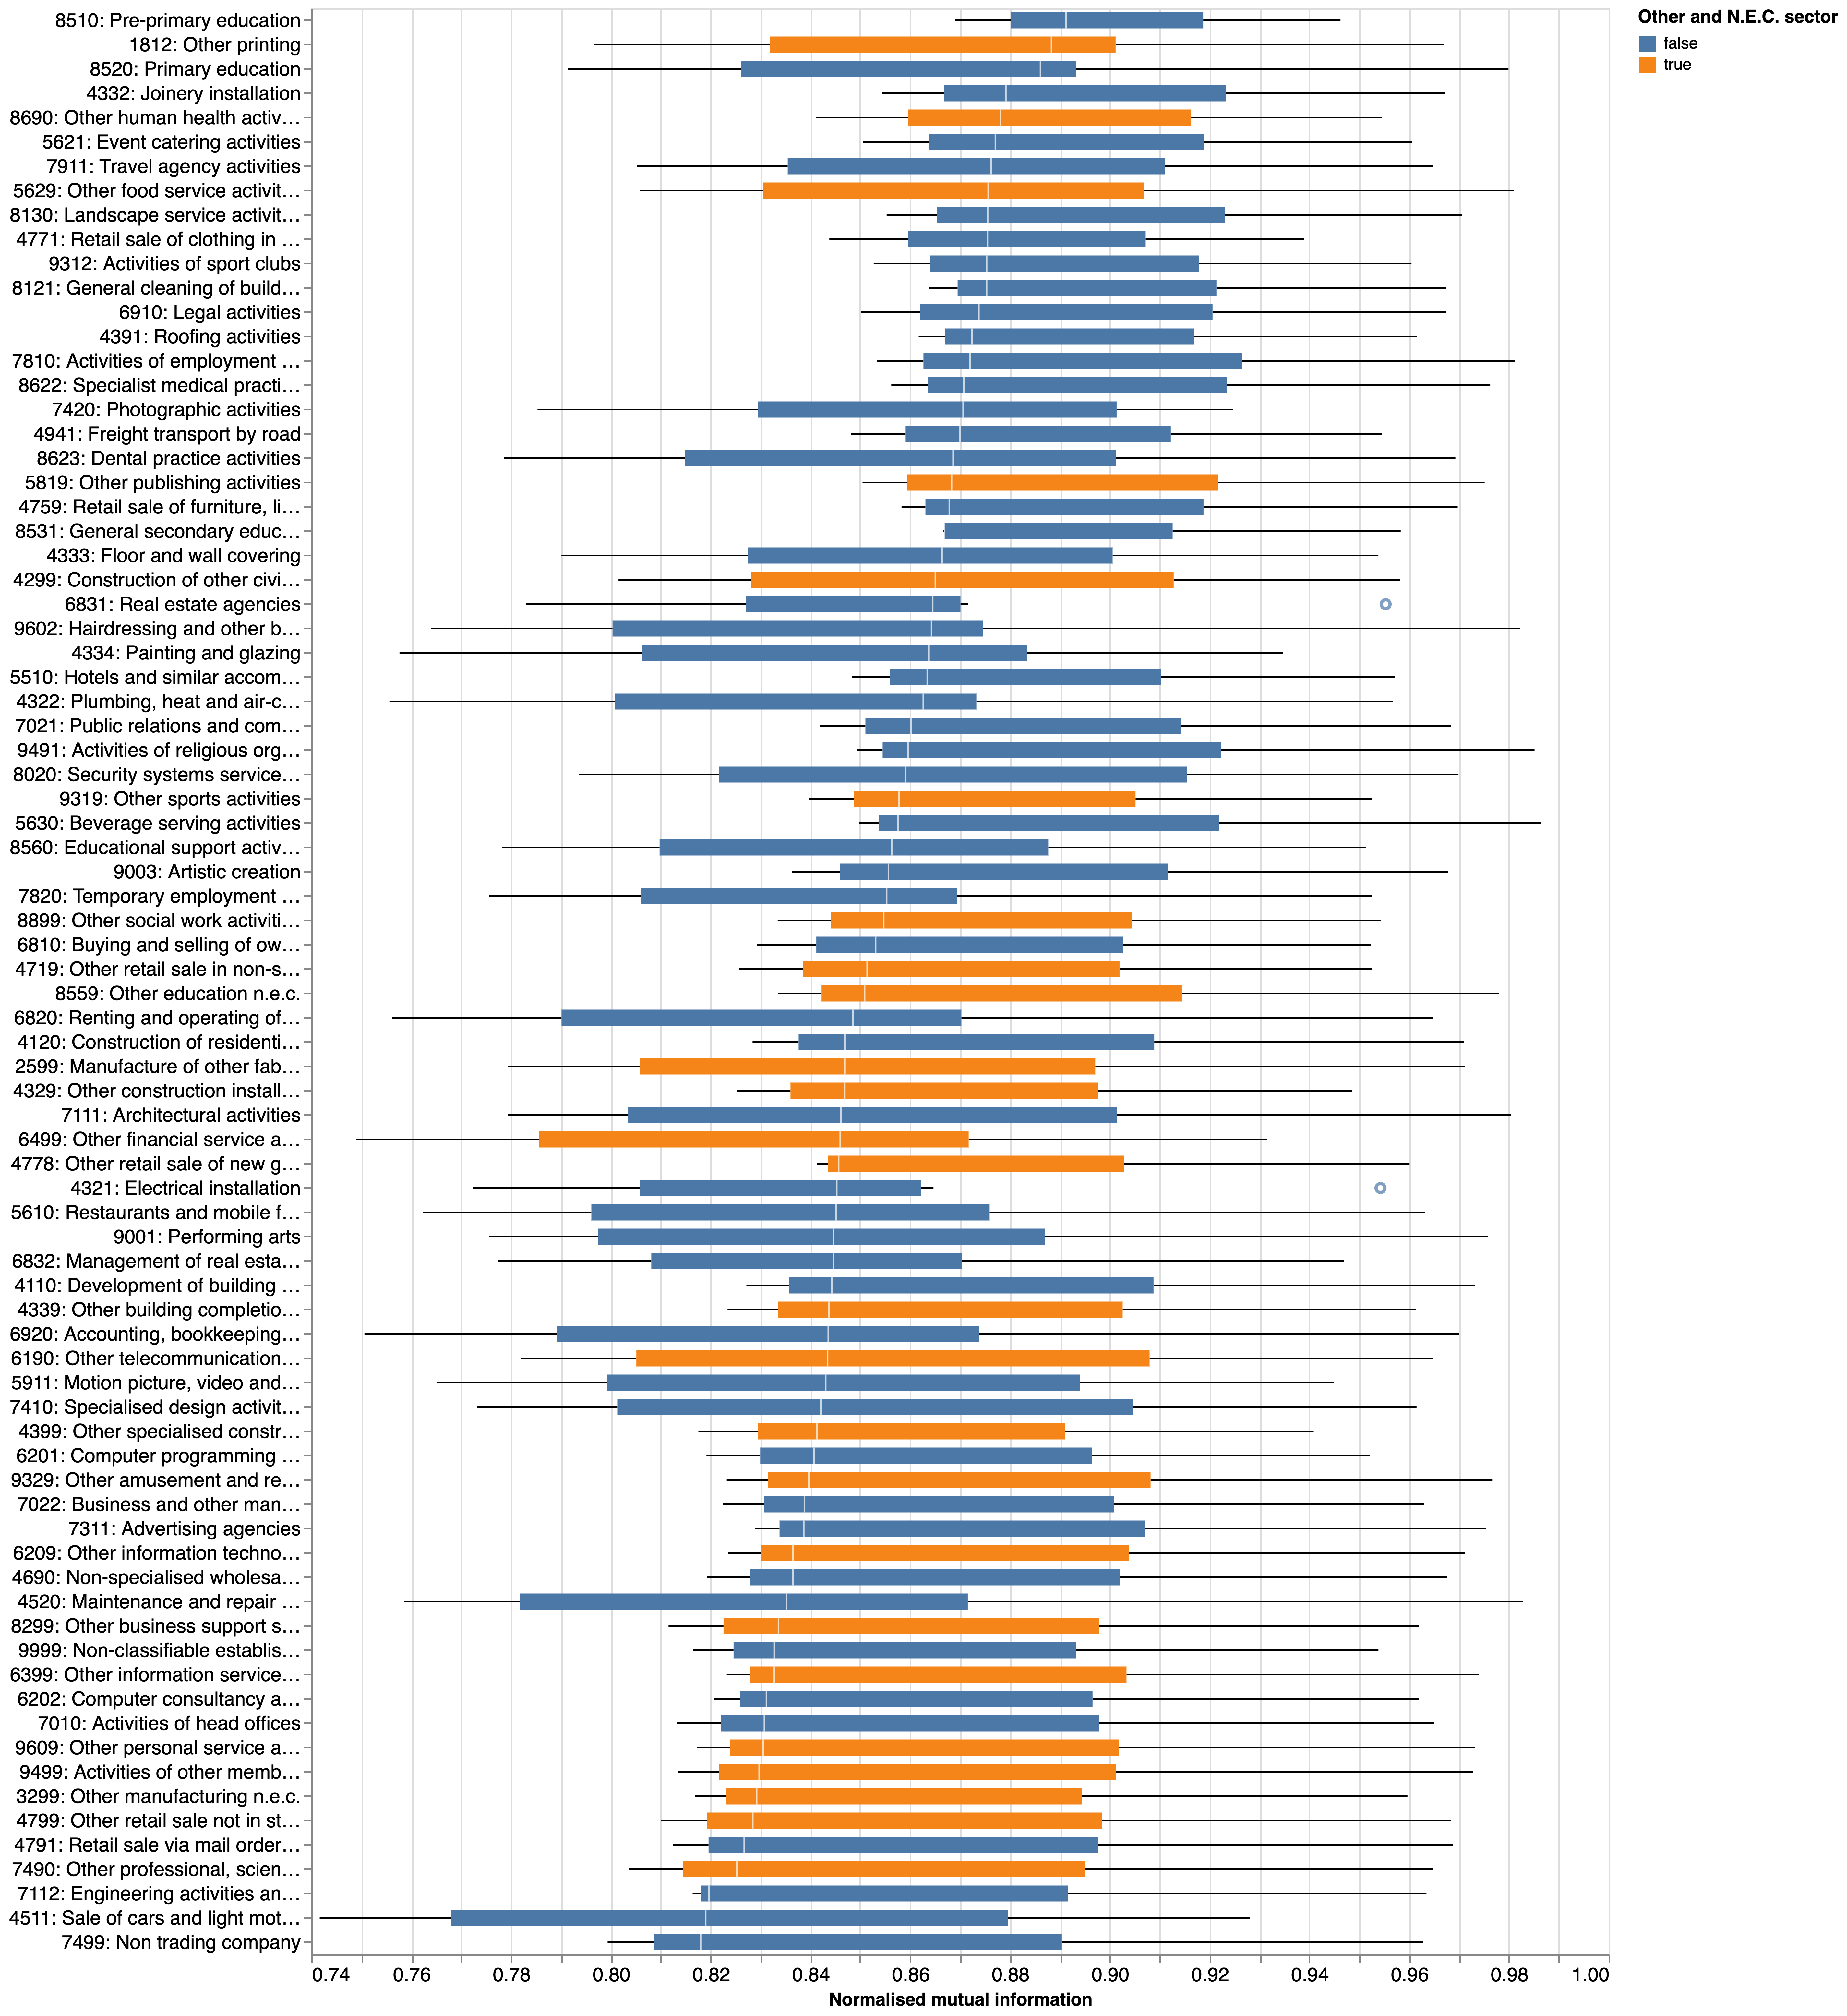 8510: Pre-primary education
1812: Other printing
8520: Primary education
4332: Joinery installation
8690: Other human health activ…
5621: Event catering activities
7911: Travel agency activities
5629: Other food service activit…
8130: Landscape service activit…
4771: Retail sale of clothing in …
9312: Activities of sport clubs
8121: General cleaning of build…
6910: Legal activities
4391: Roofing activities
7810: Activities of employment …
8622: Specialist medical practi…
7420: Photographic activities
4941: Freight transport by road
8623: Dental practice activities
5819: Other publishing activities
4759: Retail sale of furniture, li…
8531: General secondary educ…
4333: Floor and wall covering
4299: Construction of other civi…
6831: Real estate agencies
9602: Hairdressing and other b…
4334: Painting and glazing
5510: Hotels and similar accom…
4322: Plumbing, heat and air-c…
7021: Public relations and com…
9491: Activities of religious org…
8020: Security systems service…
9319: Other sports activities
5630: Beverage serving activities
8560: Educational support activ…
9003: Artistic creation
7820: Temporary employment …
8899: Other social work activiti…
6810: Buying and selling of ow…
4719: Other retail sale in non-s…
8559: Other education n.e.c.
6820: Renting and operating of…
4120: Construction of residenti…
2599: Manufacture of other fab…
4329: Other construction install…
7111: Architectural activities
6499: Other financial service a…
4778: Other retail sale of new g…
4321: Electrical installation
5610: Restaurants and mobile f…
9001: Performing arts
6832: Management of real esta…
4110: Development of building …
4339: Other building completio…
6920: Accounting, bookkeeping…
6190: Other telecommunication…
5911: Motion picture, video and…
7410: Specialised design activit…
4399: Other specialised constr…
6201: Computer programming …
9329: Other amusement and re…
7022: Business and other man…
7311: Advertising agencies
6209: Other information techno…
4690: Non-specialised wholesa…
4520: Maintenance and repair …
8299: Other business support s…
9999: Non-classifiable establis…
6399: Other information service…
6202: Computer consultancy a…
7010: Activities of head offices
9609: Other personal service a…
9499: Activities of other memb…
3299: Other manufacturing n.e.c.
4799: Other retail sale not in st…
4791: Retail sale via mail order…
7490: Other professional, scien…
7112: Engineering activities an…
4511: Sale of cars and light mot…
7499: Non trading company
0.74 0.76 0.78 0.80 0.82 0.84 0.86 0.88 0.90 0.92 0.94 0.96 0.98 1.00
Normalised mutual information
Other and N.E.C. sector
false
true